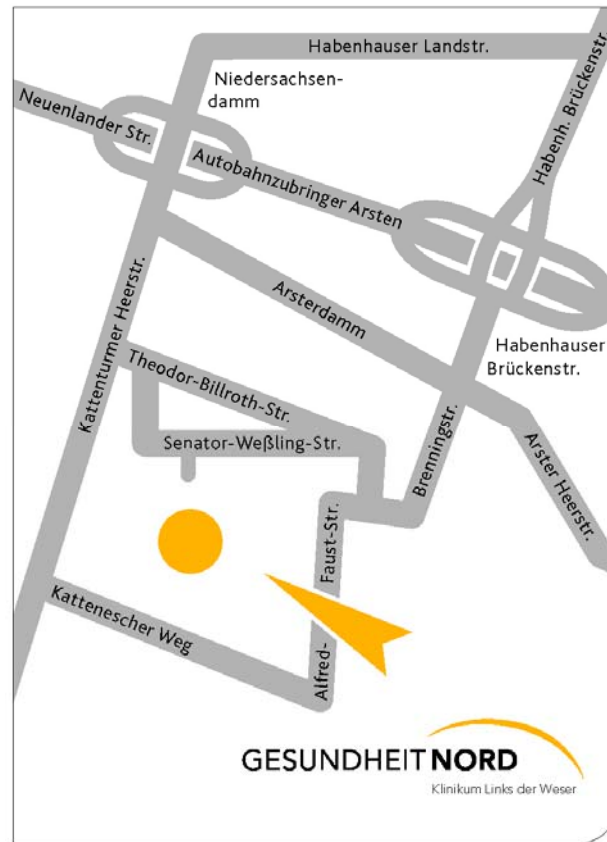 Habenhauser Landstr.
Niedersachsen-
damm
Habenh. Brückenstr.
Neuenlander Str.
Autobahnzubringer Arsten
Kattenturmer Heerstr.
Arsterdamm
Habenhauser
Brückenstr.
Theodor-Billroth-Str.
Senator-Weßling-Str.
Brenningstr.
Arster Heerstr.
Alfred-
Faust-Str.
Kattenescher Weg
GESUNDHEITNORD
Klinikum Links der Weser